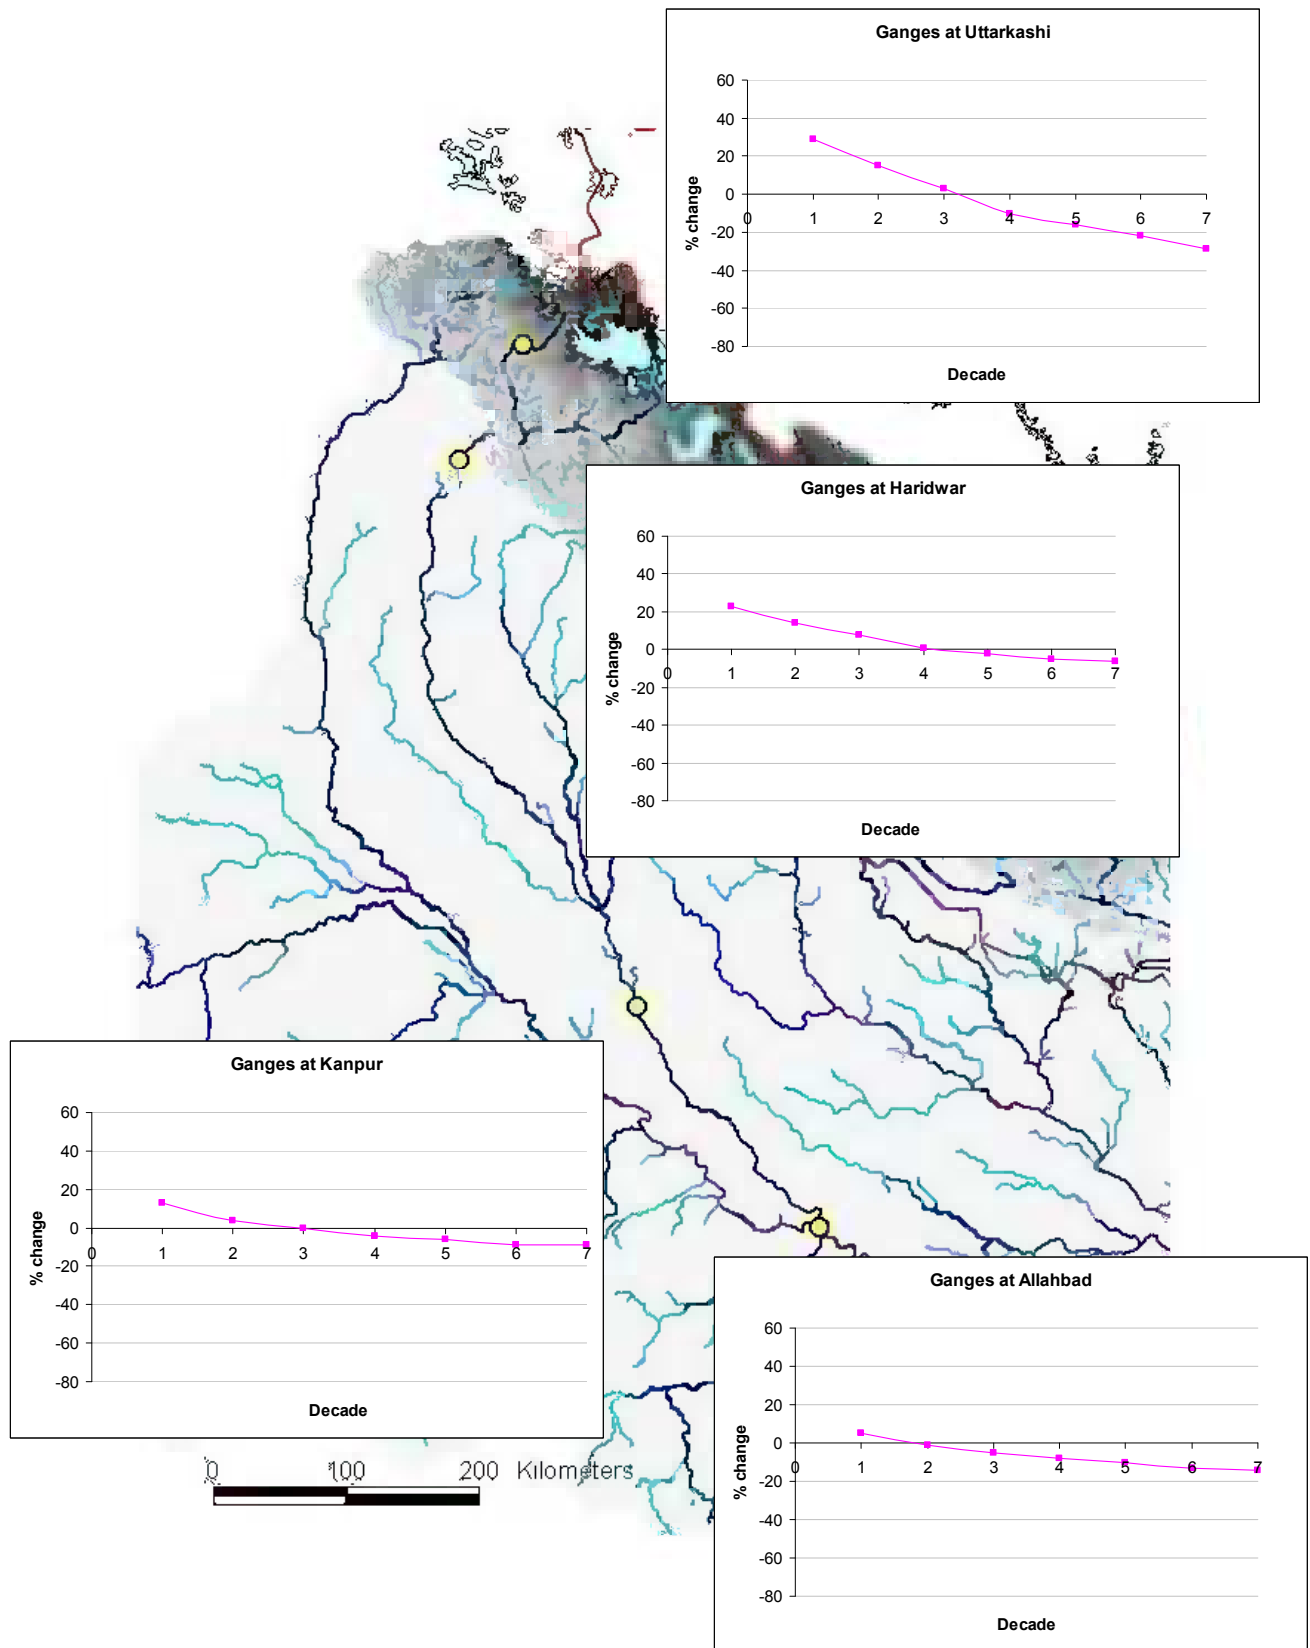 Ganges at Uttarkashi
60
40
20
0
-20
-40
-60
-80
0 1 2 3 4 5 6 7
% change
Decade
Ganges at Haridwar
60
40
20
0
-20
-40
-60
-80
0 1 2 3 4 5 6 7
% change
Decade
Ganges at Kanpur
60
40
20
0
-20
-40
-60
-80
0 1 2 3 4 5 6 7
% change
Decade
Ganges at Allahbad
60
40
20
0
-20
-40
-60
-80
0 1 2 3 4 5 6 7
% change
Decade
0 100 200 Kilometers